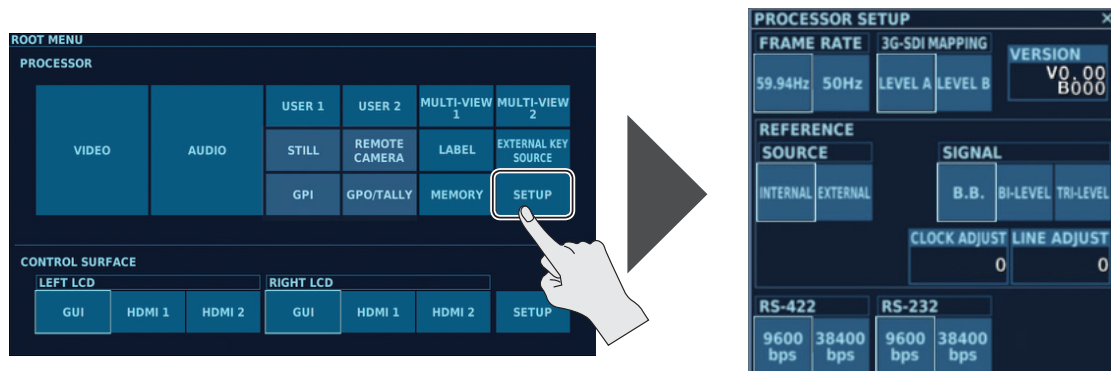 ROOT MENU
PROCESSOR
VIDEO
AUDIO
USER 1
USER 2
MULTI-VIEW
1
MULTI-VIEW
2
STILL
REMOTE
CAMERA
LABEL
EXTERNAL KEY
SOURCE
GPI
GPO/TALLY
MEMORY
SETUP
CONTROL SURFACE
LEFT LCD
RIGHT LCD
GUI
HDMI 1
HDMI 2
GUI
HDMI 1
HDMI 2
SETUP
PROCESSOR SETUP
×
FRAME RATE
3G-SDI MAPPING
VERSION
V0.00
B000
59.94Hz
50Hz
LEVEL A
LEVEL B
REFERENCE
SOURCE
SIGNAL
INTERNAL
EXTERNAL
B.B.
BI-LEVEL
TRI-LEVEL
CLOCK ADJUST
LINE ADJUST
0
0
RS-422
RS-232
9600
bps
38400
bps
9600
bps
38400
bps